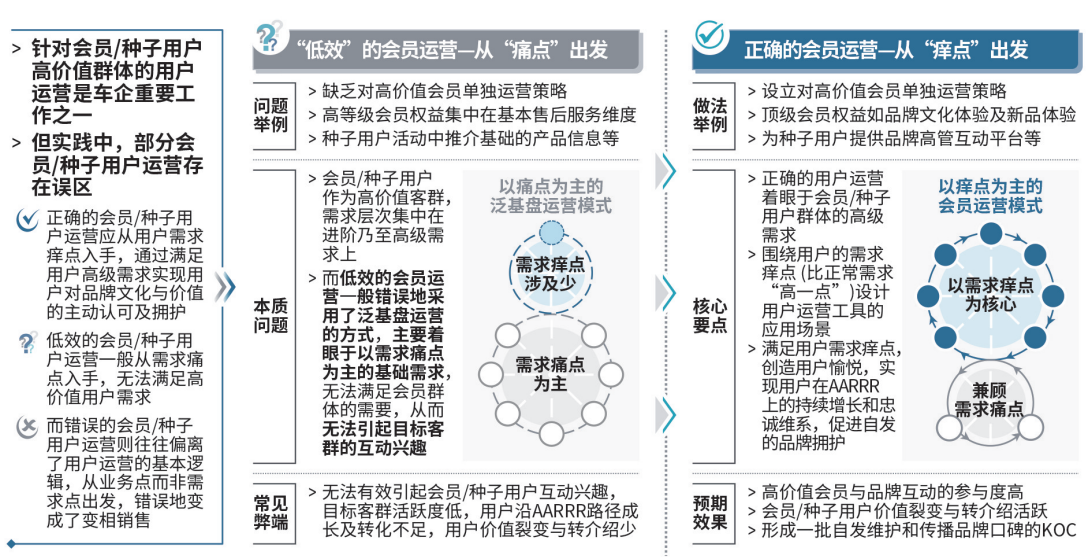 > 针对会员/种子用户
高价值群体的用户
运营是车企重要工
作之一
> 但实践中，部分会
员/种子用户运营存
在误区
正确的会员/种子用
户运营应从用户需求
痒点入手，通过满足
用户高级需求实现用
户对品牌文化与价值
的主动认可及拥护
低效的会员/种子用
户运营一般从需求痛
点入手，无法满足高
价值用户需求
而错误的会员/种子
用户运营则往往偏离
了用户运营的基本逻
辑，从业务点而非需
求点出发，错误地变
成了变相销售
“低效”的会员运营—从“痛点”出发
问题
举例
> 缺乏对高价值会员单独运营策略
> 高等级会员权益集中在基本售后服务维度
> 种子用户活动中推介基础的产品信息等
本质
问题
> 会员/种子用户
作为高价值客群，
需求层次集中在
进阶乃至高级需
求上
> 而低效的会员运
营一般错误地采
用了泛基盘运营
的方式，主要着
眼于以需求痛点
为主的基础需求，
无法满足会员群
体的需要，从而
无法引起目标客
群的互动兴趣
以痛点为主的
泛基盘运营模式
需求痒点
涉及少
需求痛点
为主
常见
弊端
> 无法有效引起会员/种子用户互动兴趣，
目标客群活跃度低，用户沿AARRR路径成
长及转化不足，用户价值裂变与转介绍少
正确的会员运营—从“痒点”出发
做法
举例
> 设立对高价值会员单独运营策略
> 顶级会员权益如品牌文化体验及新品体验
> 为种子用户提供品牌高管互动平台等
核心
要点
> 正确的用户运营
着眼于会员/种子
用户群体的高级
需求
> 围绕用户的需求
痒点 (比正常需求
“高一点”)设计
用户运营工具的
应用场景
> 满足用户需求痒点，
创造用户愉悦，实
现用户在AARRR
上的持续增长和忠
诚维系，促进自发
的品牌拥护
以痒点为主的
会员运营模式
以需求痒点
为核心
兼顾
需求痛点
预期
效果
> 高价值会员与品牌互动的参与度高
> 会员/种子用户价值裂变与转介绍活跃
> 形成一批自发维护和传播品牌口碑的KOC